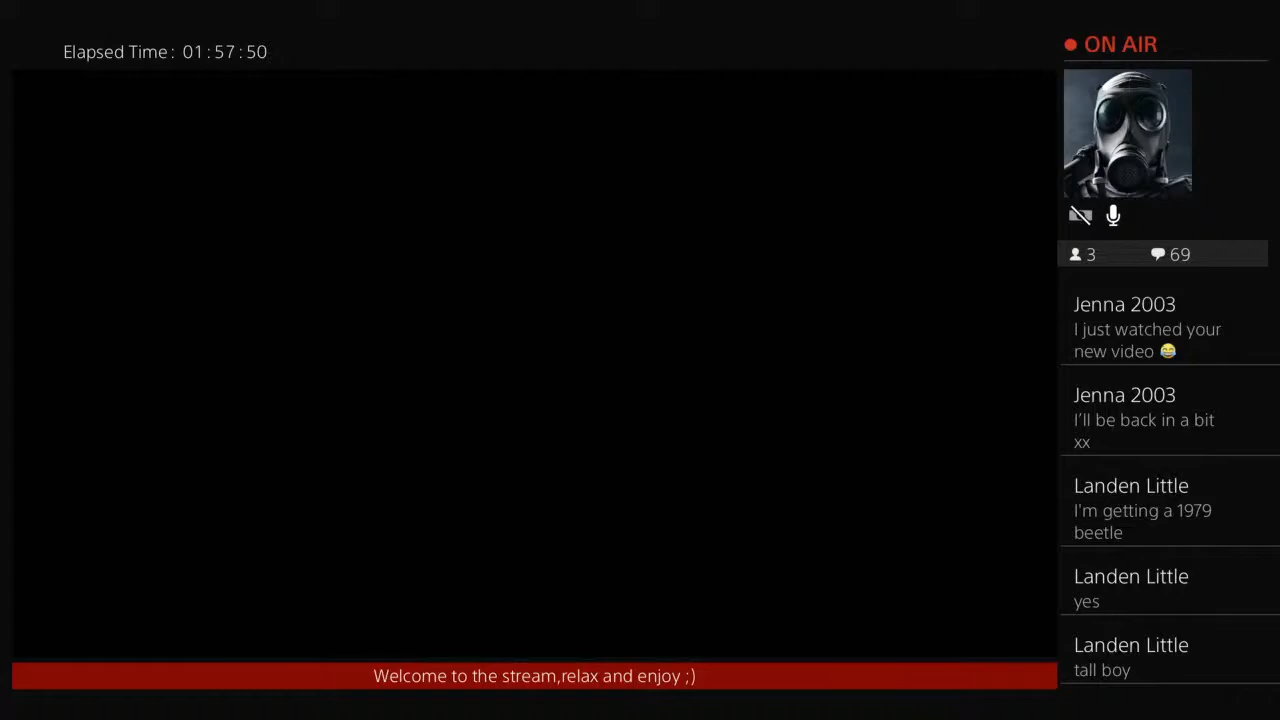 Elapsed Time: 01:57:50
ON AIR
3 69
Jenna 2003
I just watched your
new video 😂
Jenna 2003
I'll be back in a bit
xx
Landen Little
I'm getting a 1979
beetle
Landen Little
yes
Landen Little
tall boy
Welcome to the stream,relax and enjoy ;)